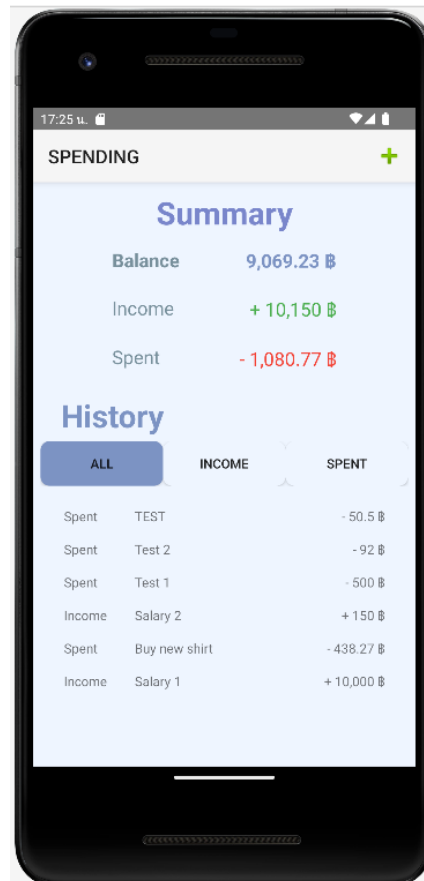 17:25 น.
SPENDING +
Summary
Balance 9,069.23 ฿
Income + 10,150 ฿
Spent - 1,080.77 ฿
History
ALL INCOME SPENT
Spent TEST - 50.5 ฿
Spent Test 2 - 92 ฿
Spent Test 1 - 500 ฿
Income Salary 2 + 150 ฿
Spent Buy new shirt - 438.27 ฿
Income Salary 1 + 10,000 ฿